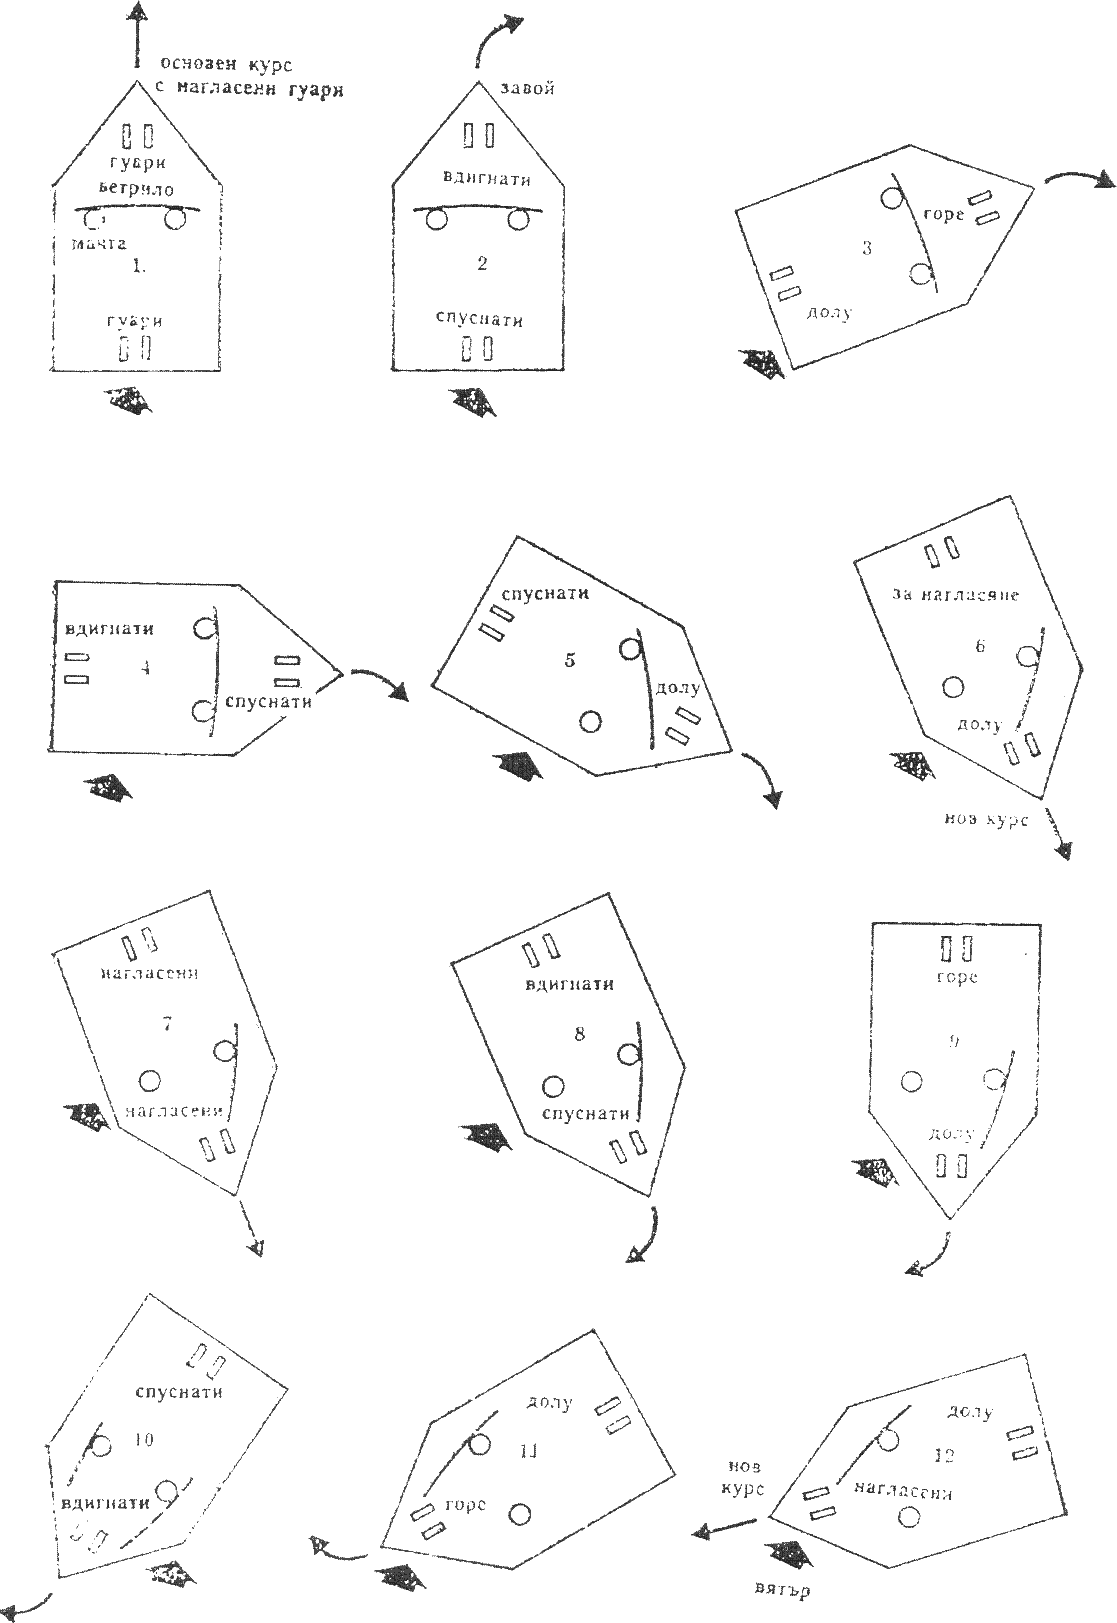 основен курс
с нагласени гуари
гуари
ветрило
мачта
1.
гуари
завой
вдигнати
2
спуснати
горе
3
долу
вдигнати
4
спуснати
спуснати
5
долу
за нагласяне
6
долу
нов курс
нагласени
7
нагласени
вдигнати
8
спуснати
горе
9
долу
спуснати
10
вдигнати
долу
11
горе
долу
12
нагласени
нов
курс
вятър